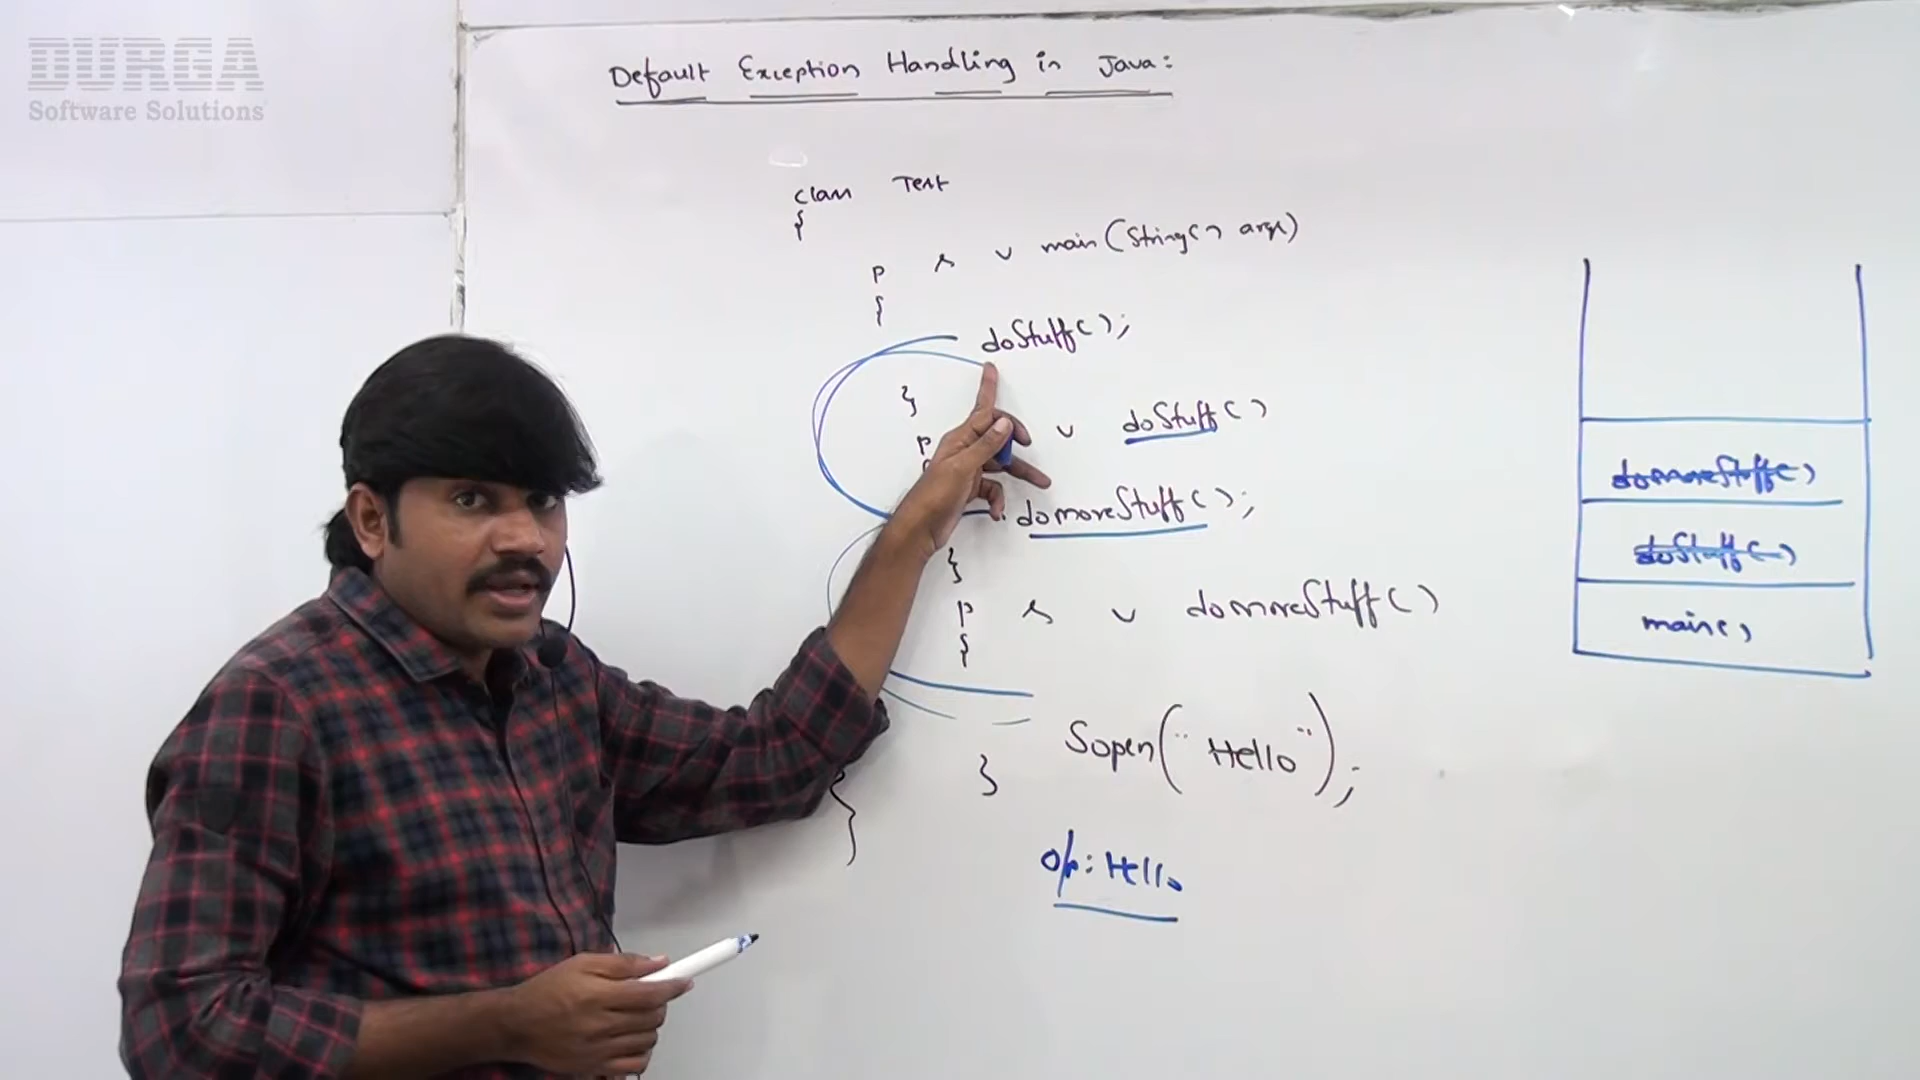 DURGA
Software Solutions
Default Exception Handling in Java:
class Test
{
p s v main(String[] args)
{
doStuff();
}
p v doStuff()
domoreStuff();
}
p s v domoreStuff()
{
Sopln("Hello");
}
}
o/p: Hello
domoreStuff()
doStuff()
main()